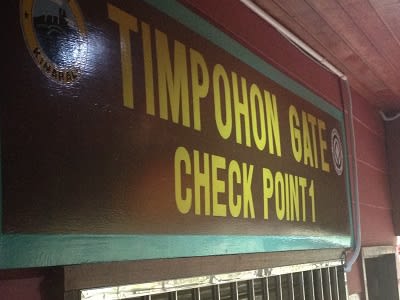 TIMPOHON GATE
CHECK POINT 1